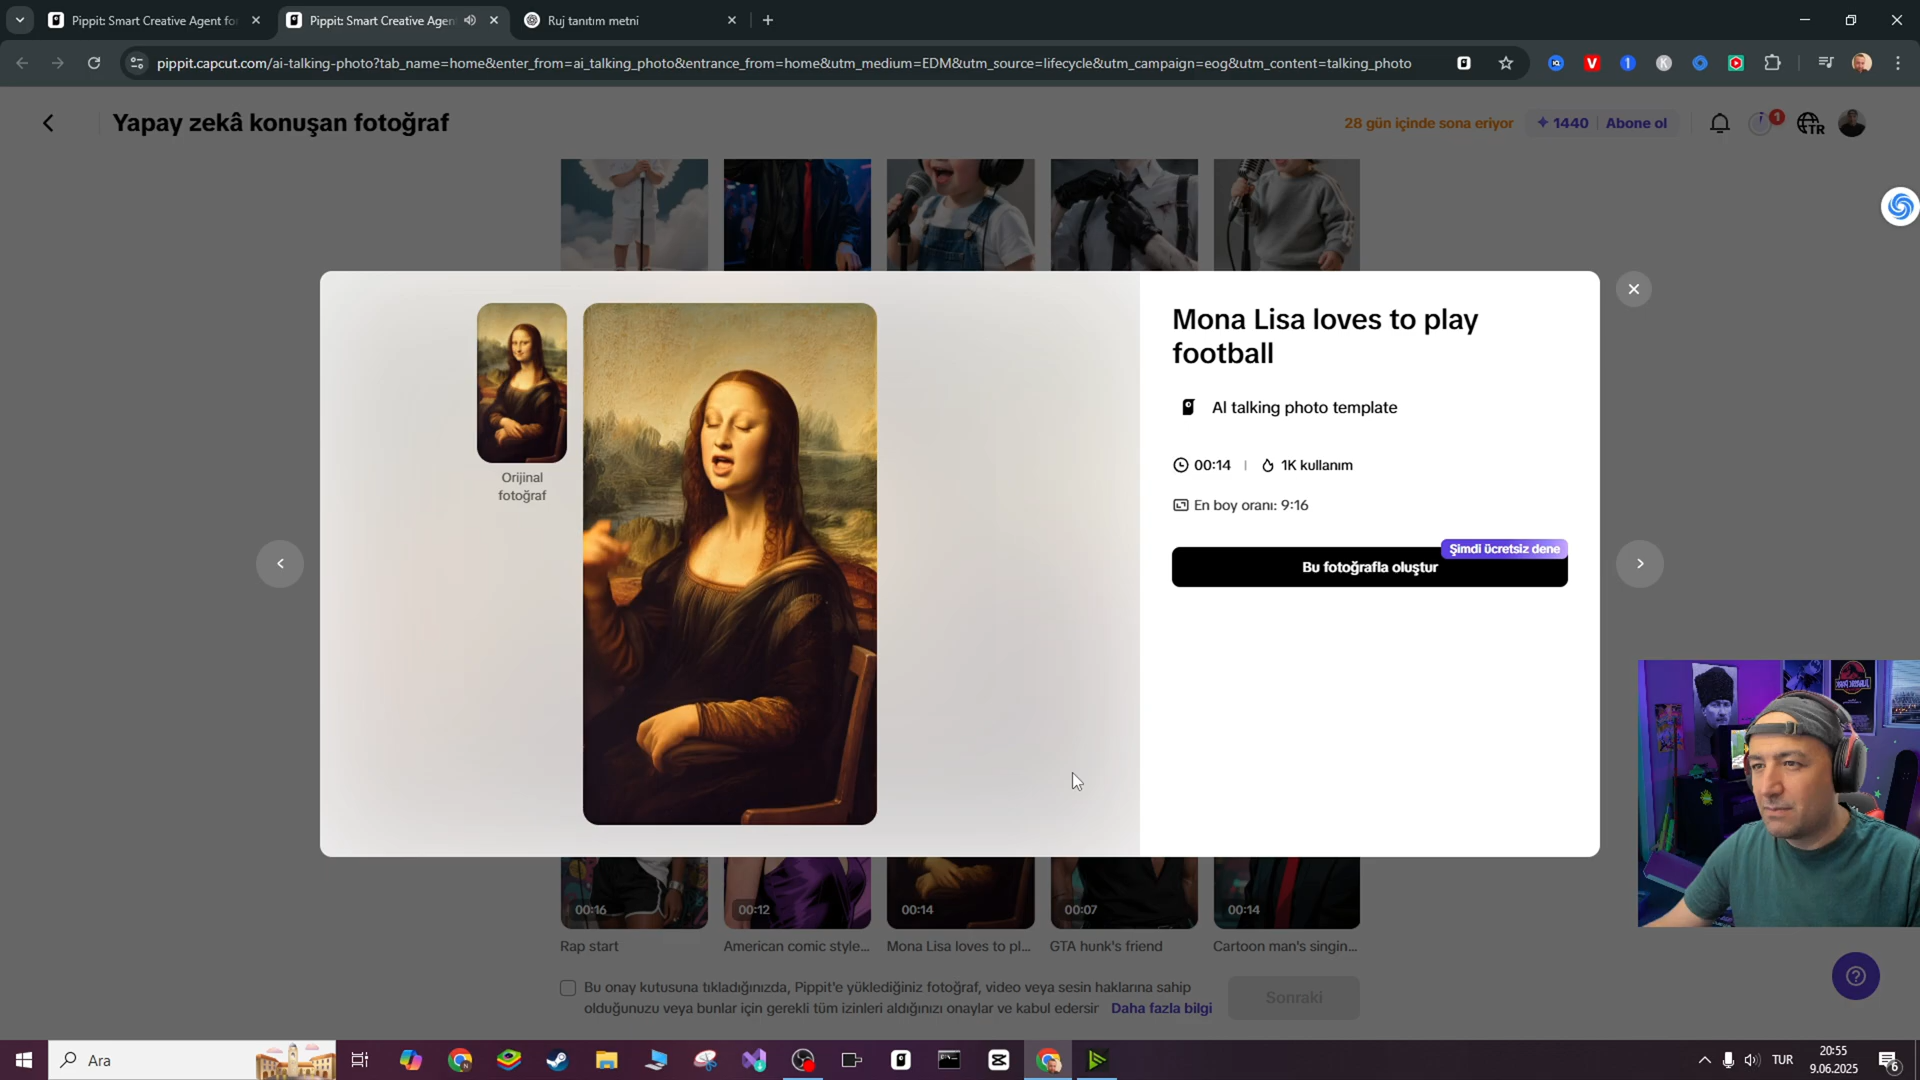 Pippit: Smart Creative Agent for
Pippit: Smart Creative Agen
Ruj tanıtım metni
pippit.capcut.com/ai-talking-photo?tab_name=home&enter_from=ai_talking_photo&entrance_from=home&utm_medium=EDM&utm_source=lifecycle&utm_campaign=eog&utm_content=talking_photo
Yapay zekâ konuşan fotoğraf
28 gün içinde sona eriyor
1440
Abone ol
1
TR
Orijinal
fotoğraf
Mona Lisa loves to play
football
AI talking photo template
00:14
1K kullanım
En boy oranı: 9:16
Şimdi ücretsiz dene
Bu fotoğrafla oluştur
00:16
00:12
00:14
00:07
00:14
Rap start
American comic style...
Mona Lisa loves to pl...
GTA hunk's friend
Cartoon man's singin...
Bu onay kutusuna tıkladığınızda, Pippit'e yüklediğiniz fotoğraf, video veya sesin haklarına sahip
olduğunuzu veya bunlar için gerekli tüm izinleri aldığınızı onaylar ve kabul edersir Daha fazla bilgi
Sonraki
Ara
TUR
20:55
9.06.2025
6